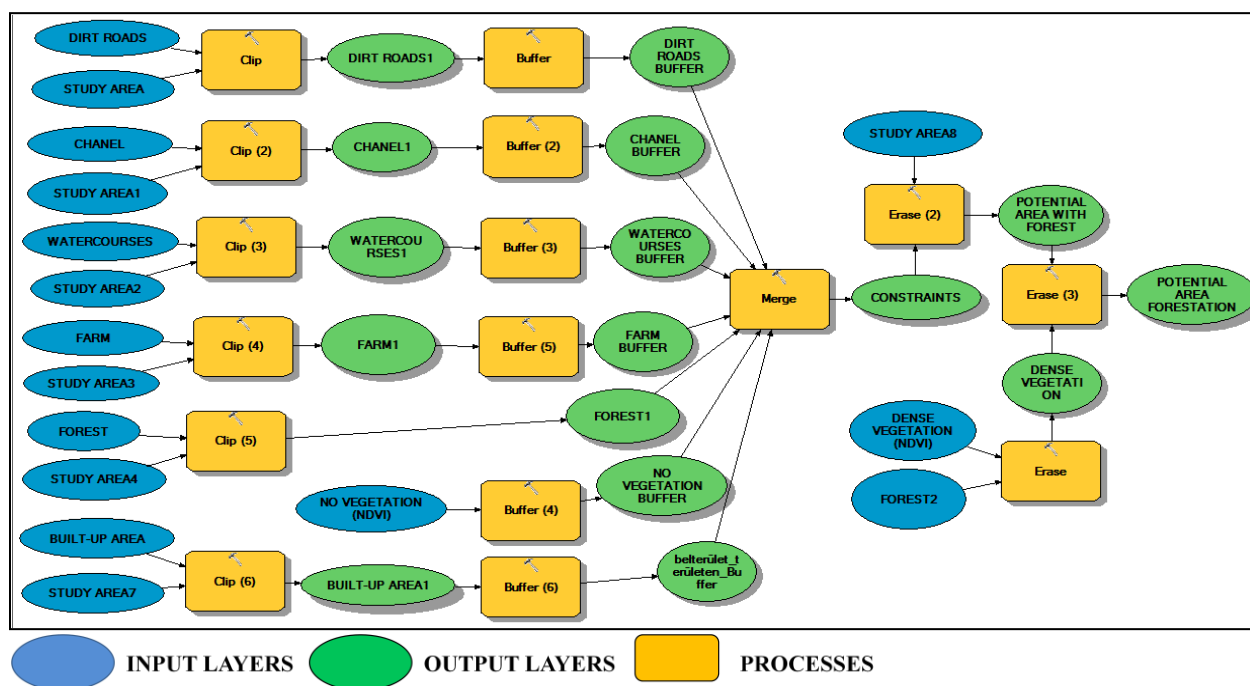 DIRT ROADS
STUDY AREA
Clip
DIRT ROADS1
Buffer
DIRT
ROADS
BUFFER
CHANEL
STUDY AREA1
Clip (2)
CHANEL1
Buffer (2)
CHANEL
BUFFER
WATERCOURSES
STUDY AREA2
Clip (3)
WATERCOU
RSES1
Buffer (3)
WATERCO
URSES
BUFFER
FARM
STUDY AREA3
Clip (4)
FARM1
Buffer (5)
FARM
BUFFER
FOREST
STUDY AREA4
Clip (5)
FOREST1
NO VEGETATION
(NDVI)
Buffer (4)
NO
VEGETATION
BUFFER
BUILT-UP AREA
STUDY AREA7
Clip (6)
BUILT-UP AREA1
Buffer (6)
belterület_t
erületen_Bu
ffer
Merge
CONSTRAINTS
STUDY AREA8
Erase (2)
POTENTIAL
AREA WITH
FOREST
Erase (3)
POTENTIAL
AREA
FORESTATION
DENSE
VEGETATI
ON
DENSE
VEGETATION
(NDVI)
FOREST2
Erase
INPUT LAYERS
OUTPUT LAYERS
PROCESSES